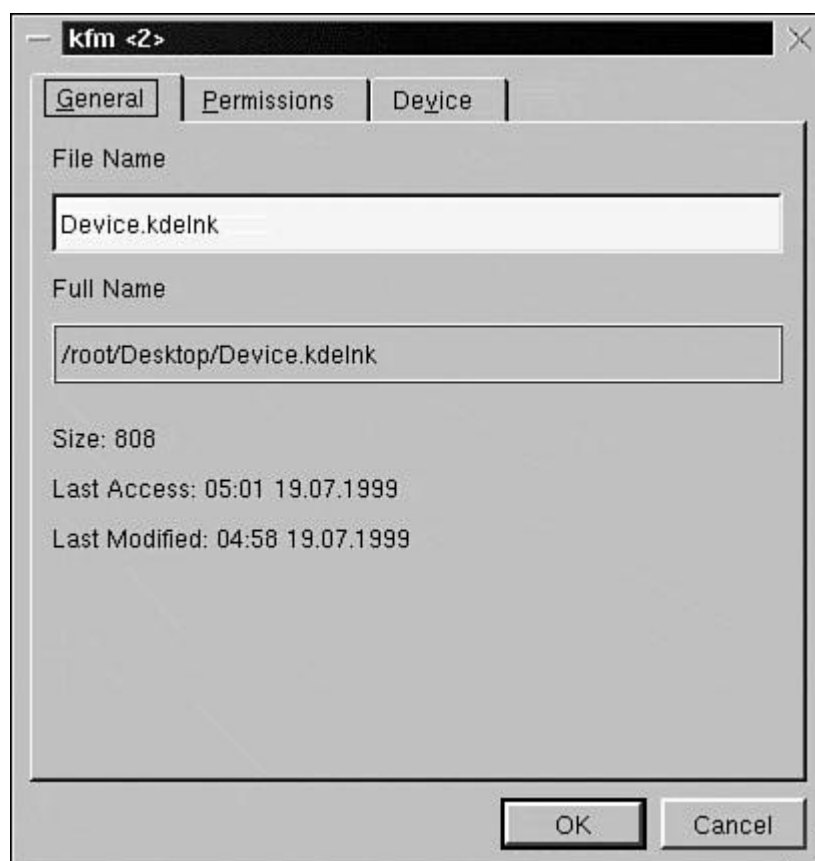 kfm <2>
General Permissions Device
File Name
Device.kdelnk
Full Name
/root/Desktop/Device.kdelnk
Size: 808
Last Access: 05:01 19.07.1999
Last Modified: 04:58 19.07.1999
OK Cancel